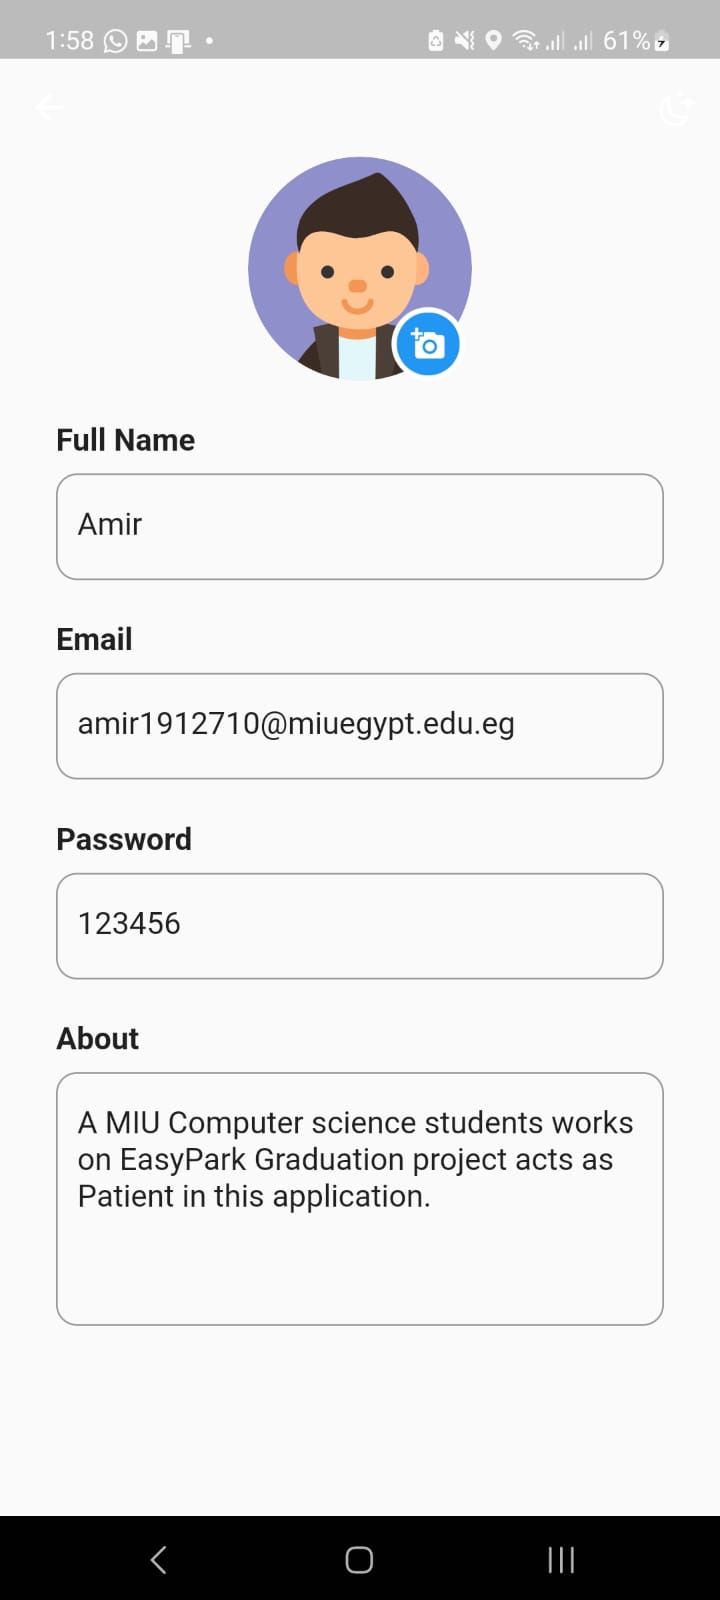 1:58
61%
Full Name
Amir
Email
amir1912710@miuegypt.edu.eg
Password
123456
About
A MIU Computer science students works
on EasyPark Graduation project acts as
Patient in this application.